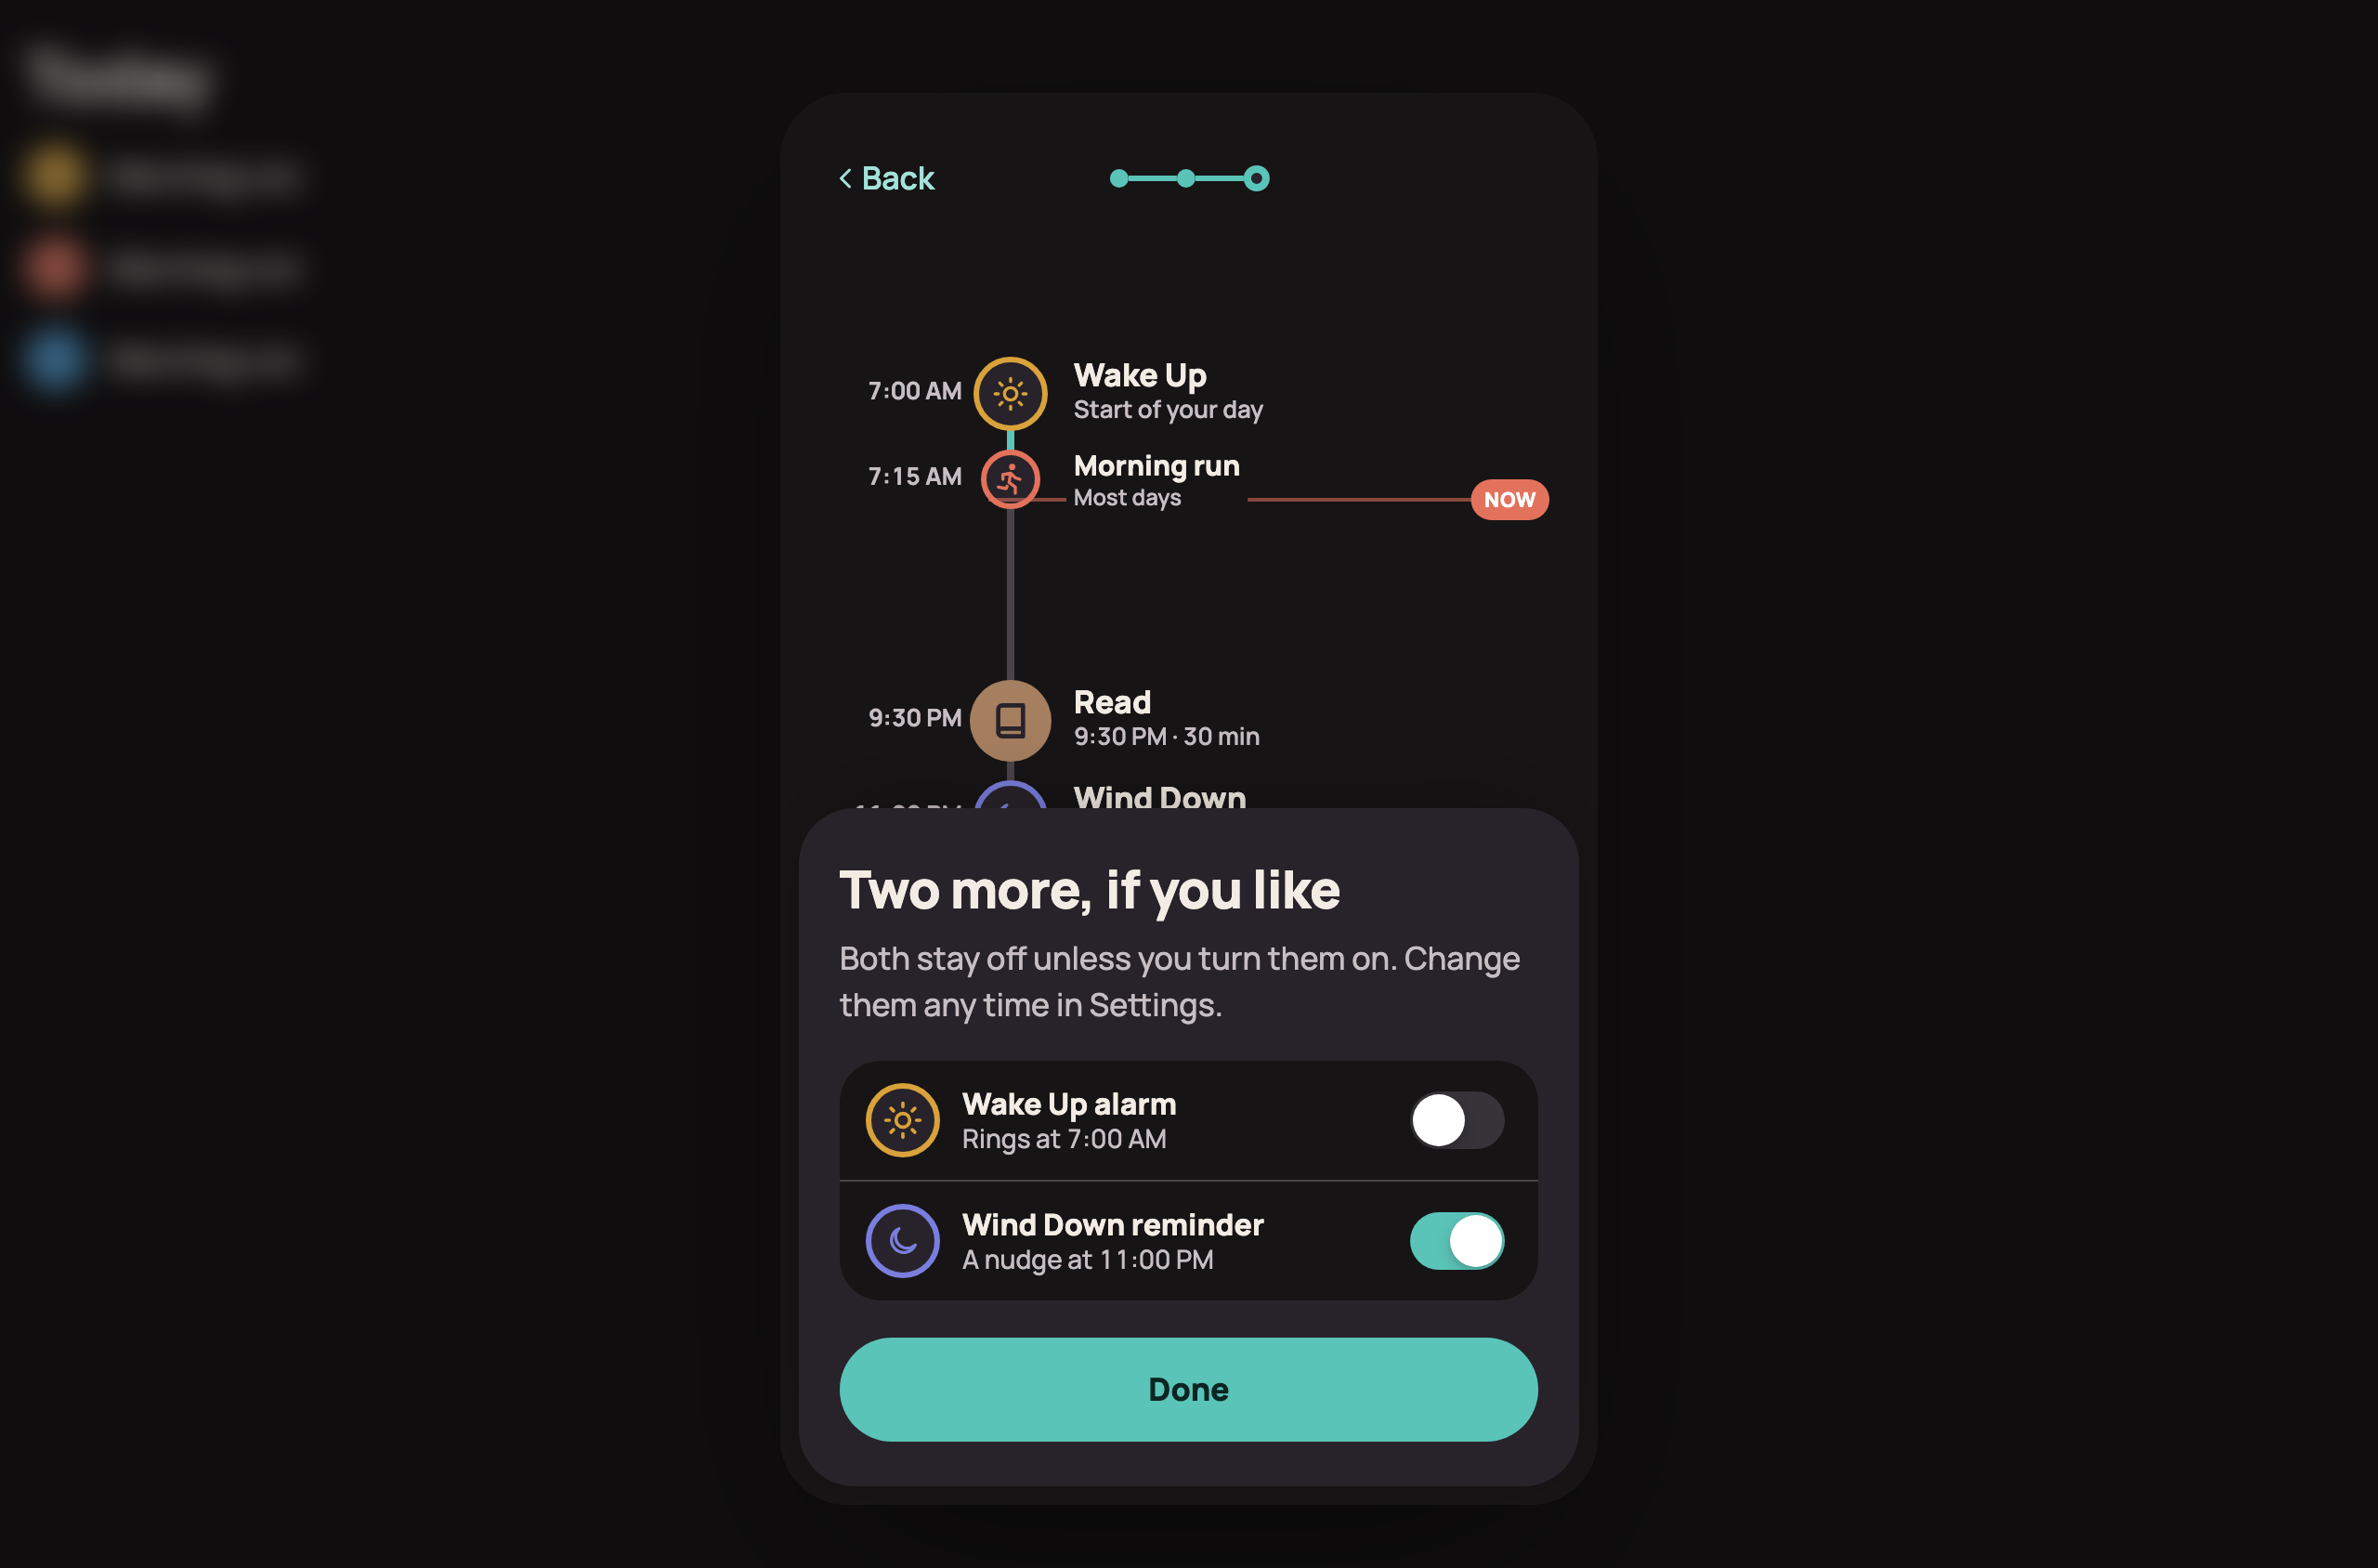 Today
Back
7:00 AM
Wake Up
Start of your day
7:15 AM
Morning run
Most days
NOW
9:30 PM
Read
9:30 PM · 30 min
Wind Down
Two more, if you like
Both stay off unless you turn them on. Change
them any time in Settings.
Wake Up alarm
Rings at 7:00 AM
Wind Down reminder
A nudge at 11:00 PM
Done